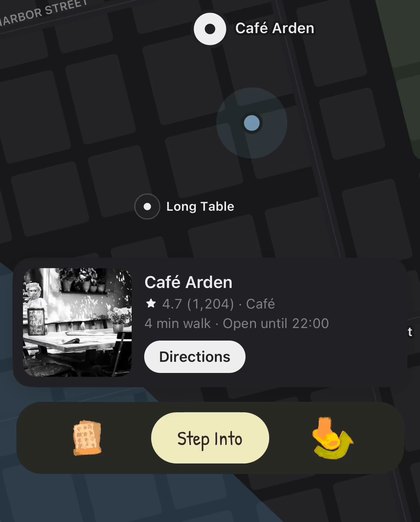 HARBOR STREET
Café Arden
Long Table
Café Arden
4.7 (1,204) · Café
4 min walk · Open until 22:00
t
Directions
Step Into